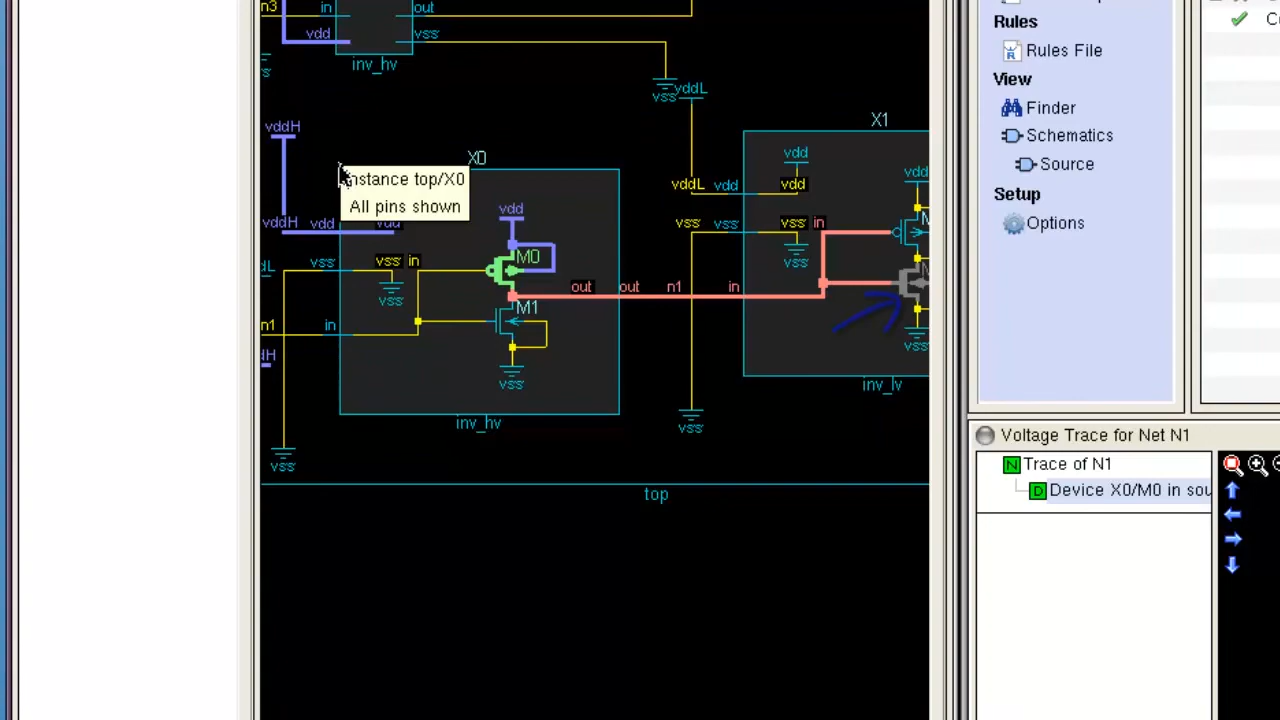 n3
in
out
vdd
vss
inv_hv
vss
vddL
vddH
X0
X1
Instance top/X0
All pins shown
vdd
vdd
vddL
vdd
vdd
vdd
vddH
vdd
vss
vss
vss
in
vss
vss
in
M0
vss
vss
out
out
n1
in
M1
n1
in
vss
vss
vss
inv_lv
inv_hv
vss
vss
top
Rules
Rules File
View
Finder
Schematics
Source
Setup
Options
Voltage Trace for Net N1
Trace of N1
Device X0/M0 in sou